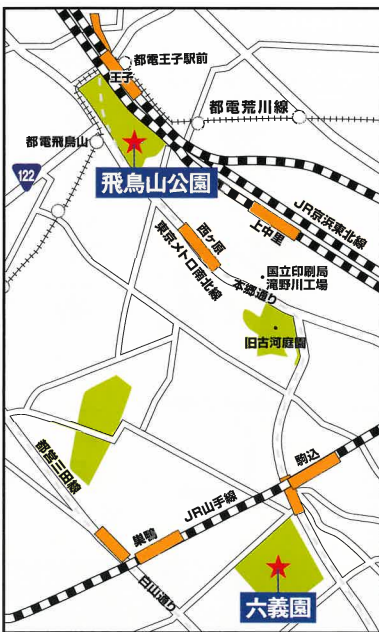 都電王子駅前
王子
都電荒川線
都電飛鳥山
122
飛鳥山公園
JR京浜東北線
上中里
西ヶ原
東京メトロ南北線
国立印刷局
滝野川工場
本郷通り
旧古河庭園
都営三田線
駒込
JR山手線
巣鴨
白山通り
六義園